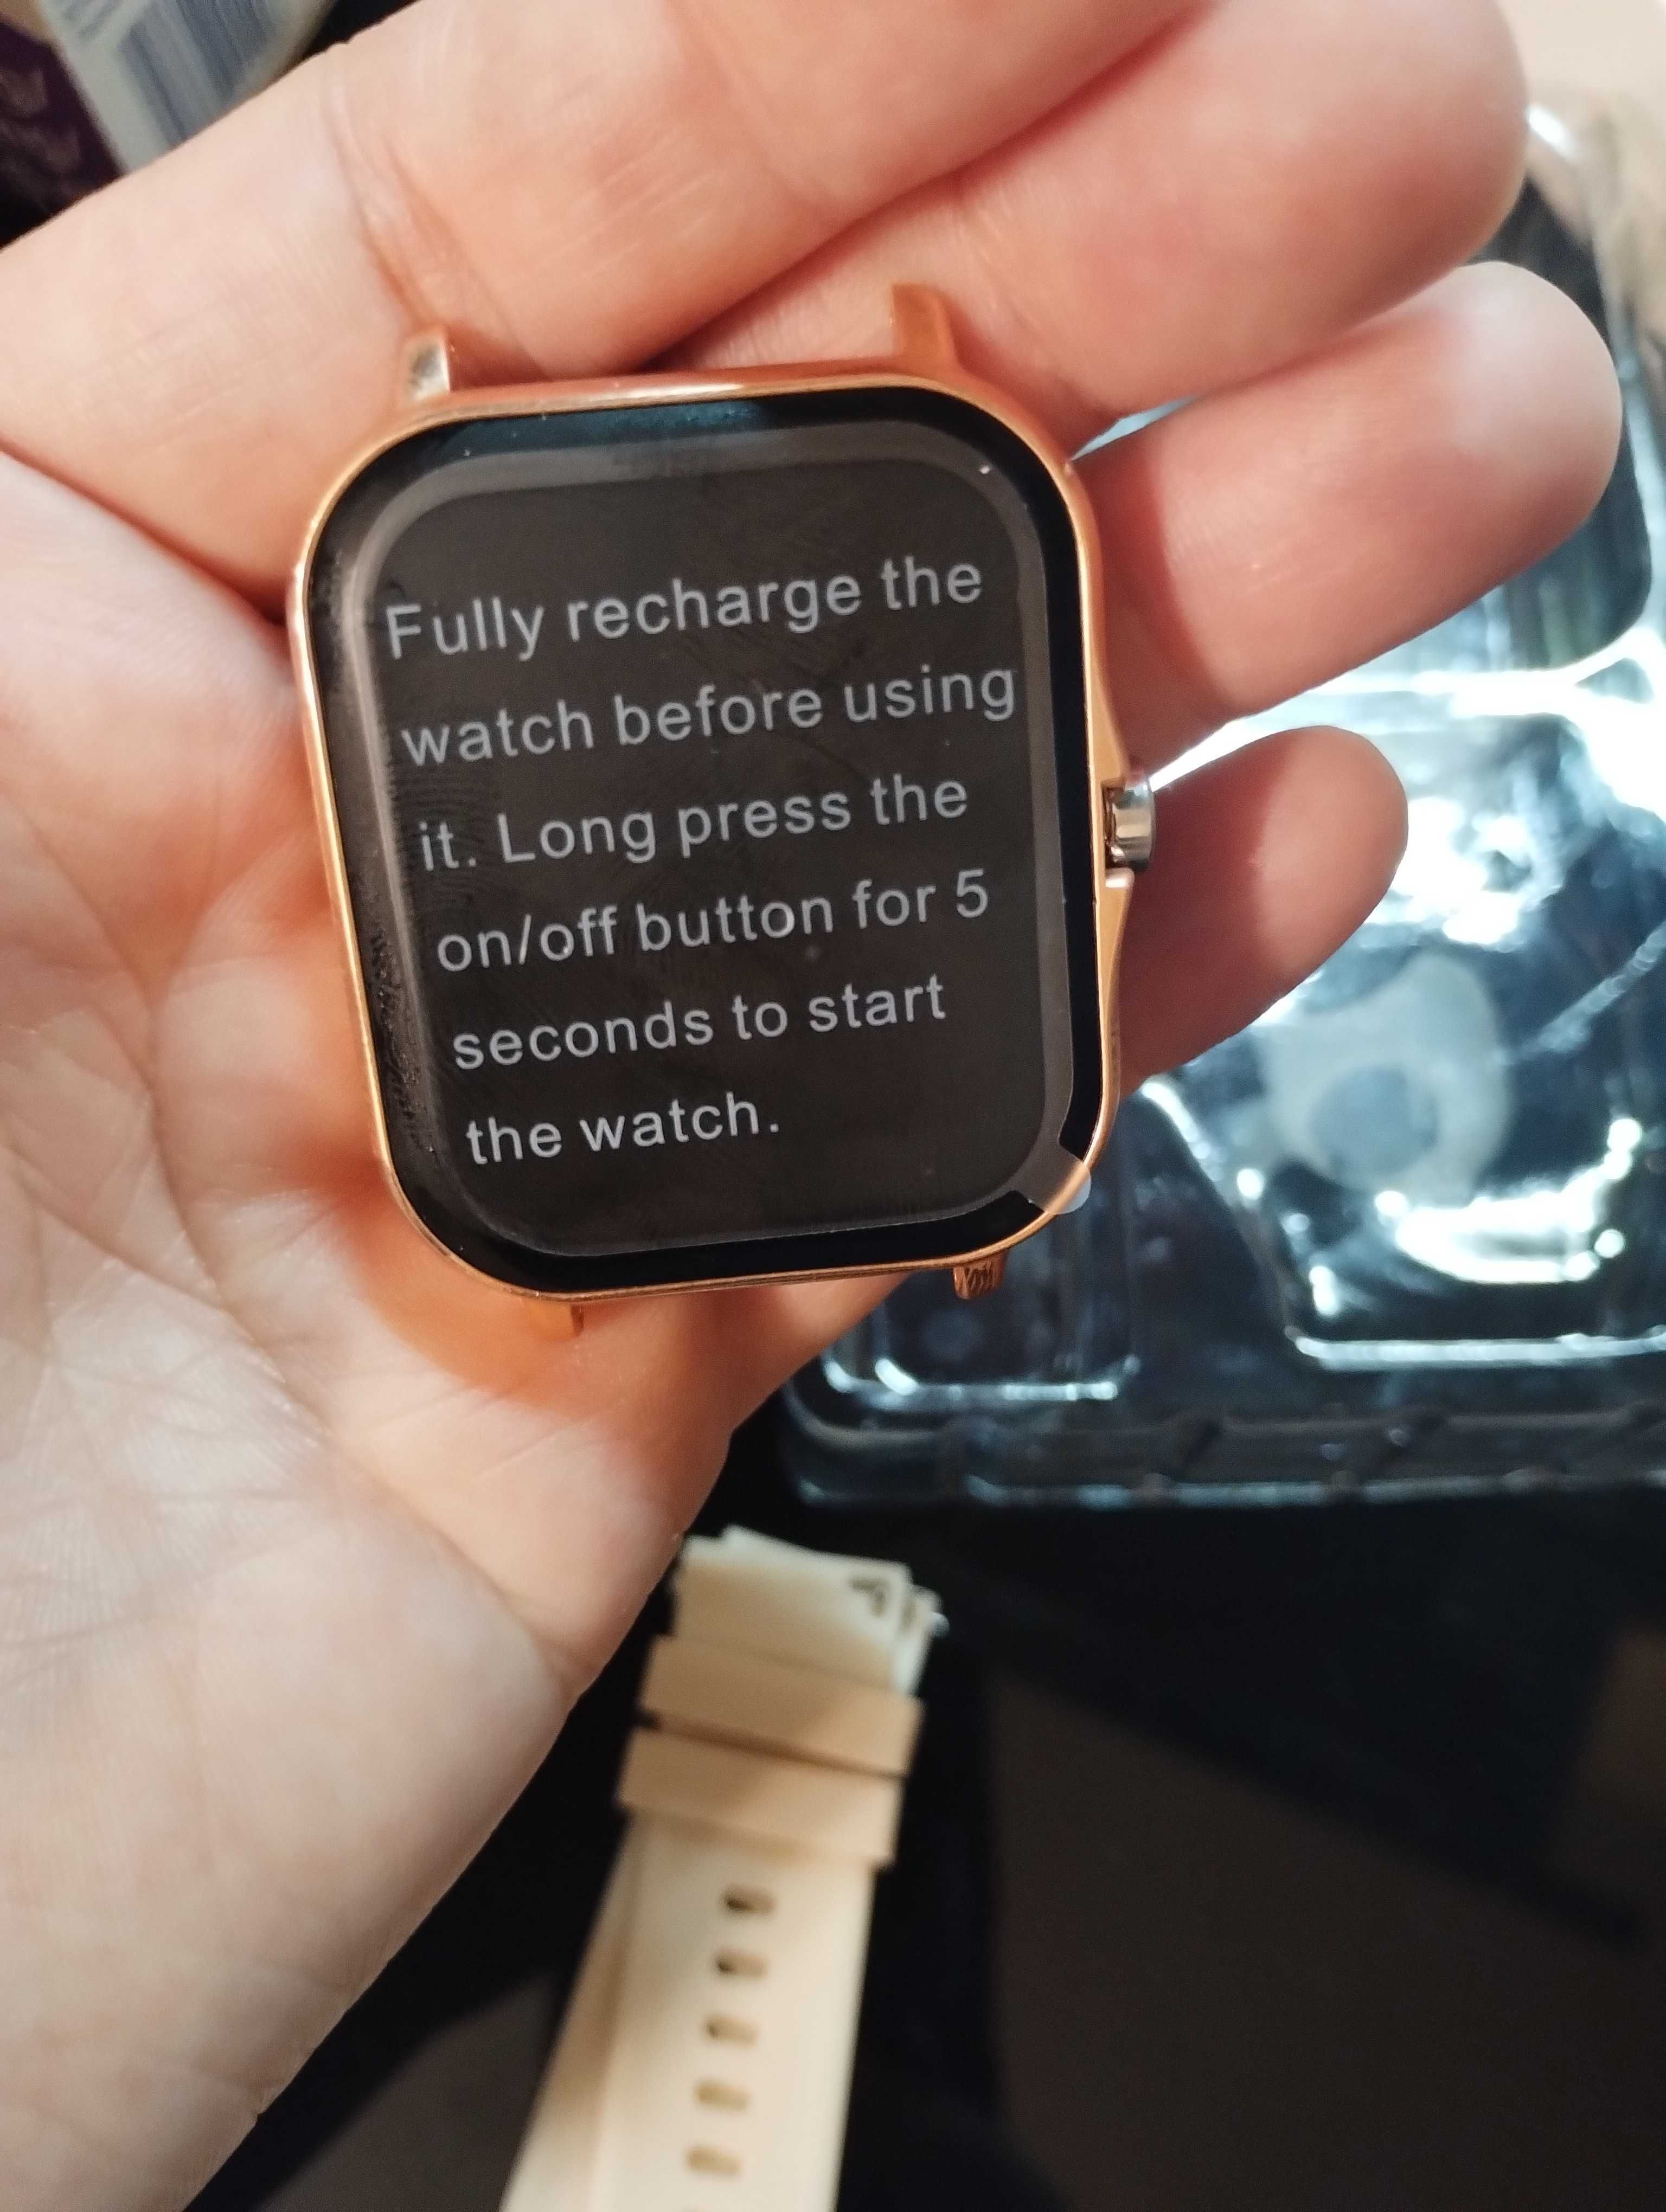 Fully recharge the
watch before using
it. Long press the
on/off button for 5
seconds to start
the watch.